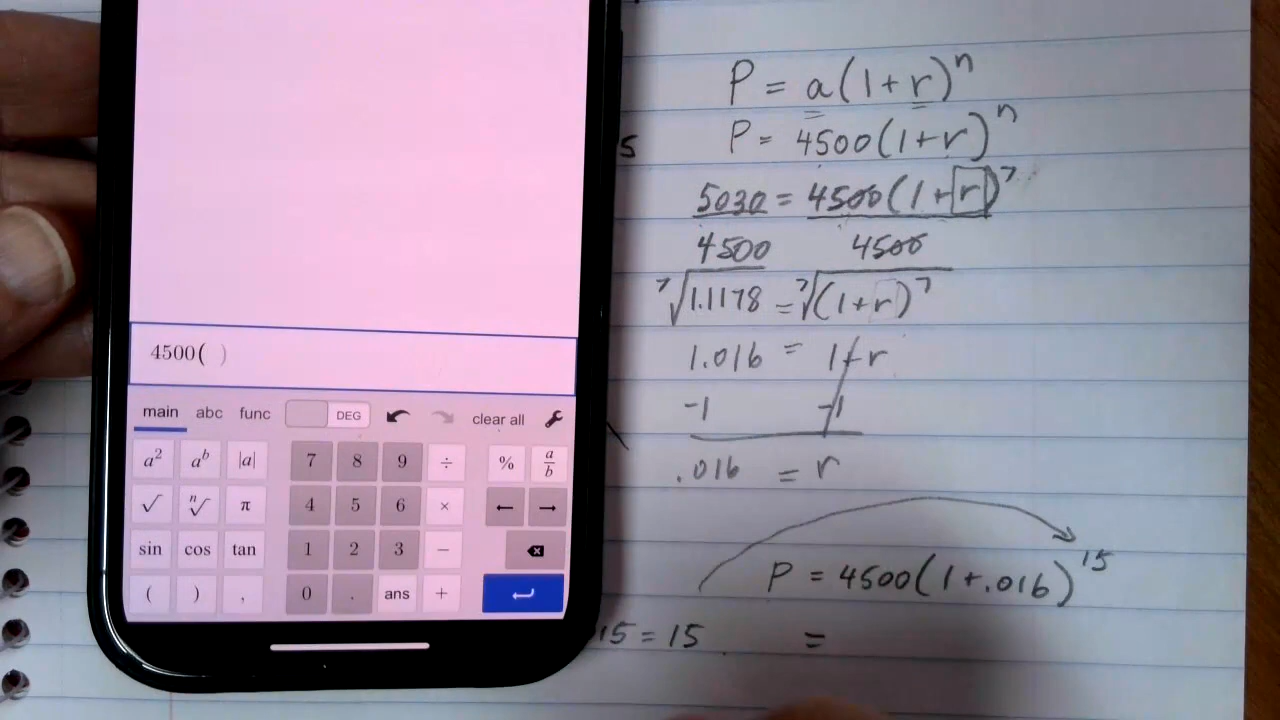 P = a(1+r)^n
5 P = 4500(1+r)^n
5030 = 4500(1+r)^7
4500 4500
⁷√1.1178 = ⁷√(1+r)^7
1.016 = 1+r
-1 -1
.016 = r
P = 4500(1+.016)^15
15 = 15 =
4500( )
main abc func DEG clear all
a² aᵇ |a| 7 8 9 ÷ % a/b
√ ⁿ√ π 4 5 6 × ← →
sin cos tan 1 2 3 −
( ) , 0 . ans +